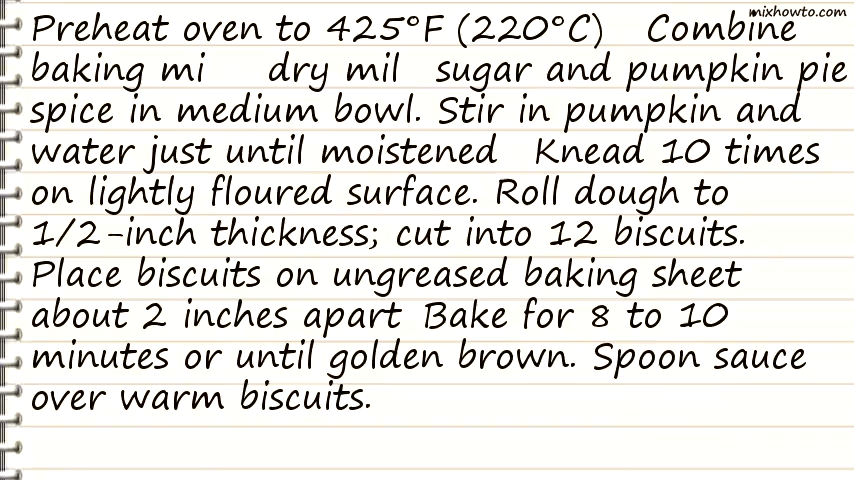 mixhowto.com
Preheat oven to 425°F (220°C) Combine
baking mi dry mil sugar and pumpkin pie
spice in medium bowl. Stir in pumpkin and
water just until moistened Knead 10 times
on lightly floured surface. Roll dough to
1/2-inch thickness; cut into 12 biscuits.
Place biscuits on ungreased baking sheet
about 2 inches apart Bake for 8 to 10
minutes or until golden brown. Spoon sauce
over warm biscuits.